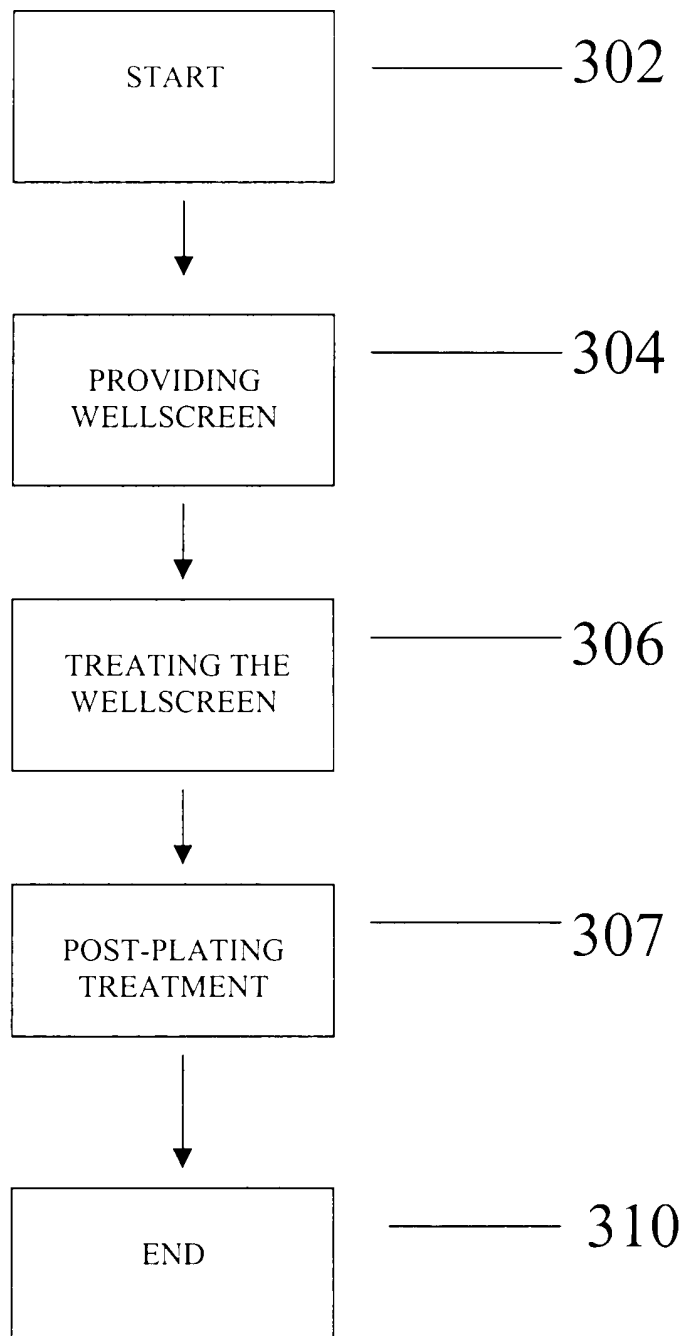 START
302
PROVIDING
WELLSCREEN
304
TREATING THE
WELLSCREEN
306
POST-PLATING
TREATMENT
307
END
310